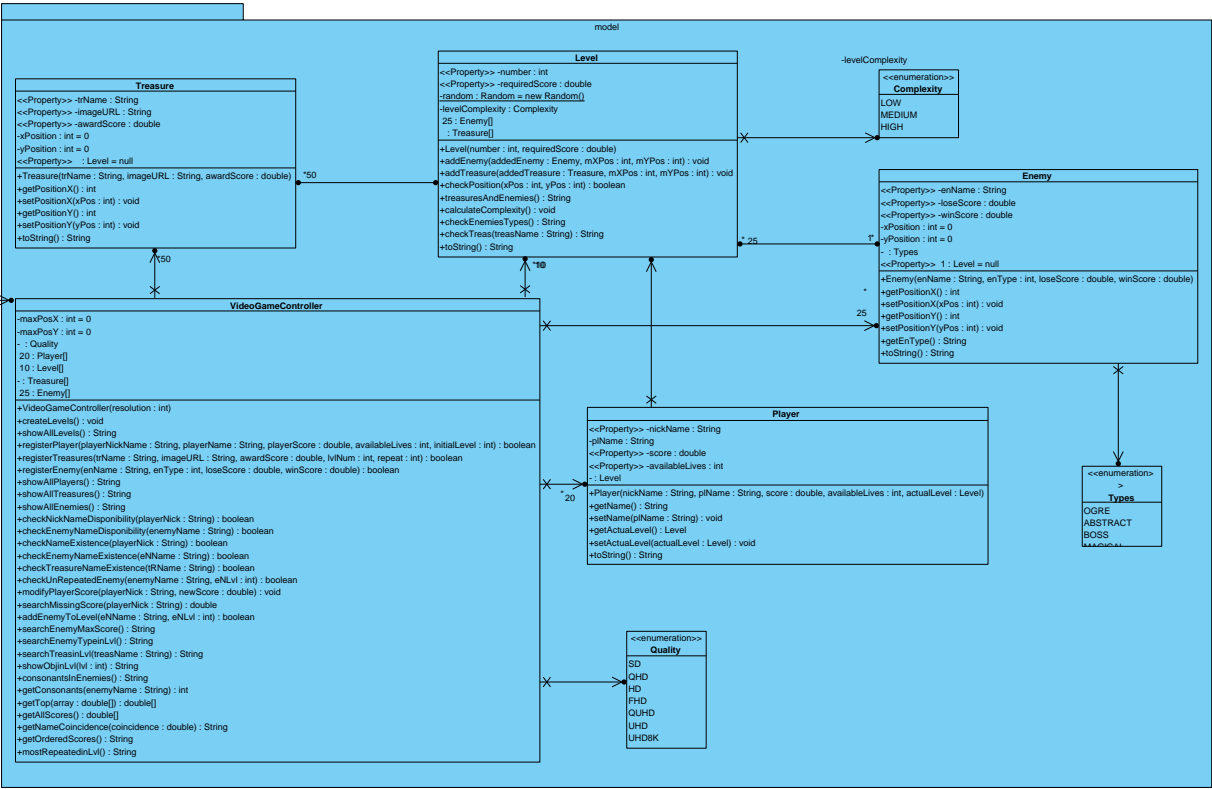 model
Treasure
<<Property>> -trName : String
<<Property>> -imageURL : String
<<Property>> -awardScore : double
-xPosition : int = 0
-yPosition : int = 0
<<Property>> : Level = null
+Treasure(trName : String, imageURL : String, awardScore : double)
+getPositionX() : int
+setPositionX(xPos : int) : void
+getPositionY() : int
+setPositionY(yPos : int) : void
+toString() : String
*50
*50
Level
<<Property>> -number : int
<<Property>> -requiredScore : double
-random : Random = new Random()
-levelComplexity : Complexity
25 : Enemy[]
: Treasure[]
+Level(number : int, requiredScore : double)
+addEnemy(addedEnemy : Enemy, mXPos : int, mYPos : int) : void
+addTreasure(addedTreasure : Treasure, mXPos : int, mYPos : int) : void
+checkPosition(xPos : int, yPos : int) : boolean
+treasuresAndEnemies() : String
+calculateComplexity() : void
+checkEnemiesTypes() : String
+checkTreas(treasName : String) : String
+toString() : String
-levelComplexity
<<enumeration>>
Complexity
LOW
MEDIUM
HIGH
* 25
1*
*
25
Enemy
<<Property>> -enName : String
<<Property>> -loseScore : double
<<Property>> -winScore : double
-xPosition : int = 0
-yPosition : int = 0
- : Types
<<Property>> 1 : Level = null
+Enemy(enName : String, enType : int, loseScore : double, winScore : double)
+getPositionX() : int
+setPositionX(xPos : int) : void
+getPositionY() : int
+setPositionY(yPos : int) : void
+getEnType() : String
+toString() : String
VideoGameController
-maxPosX : int = 0
-maxPosY : int = 0
- : Quality
20 : Player[]
10 : Level[]
- : Treasure[]
25 : Enemy[]
+VideoGameController(resolution : int)
+createLevels() : void
+showAllLevels() : String
+registerPlayer(playerNickName : String, playerName : String, playerScore : double, availableLives : int, initialLevel : int) : boolean
+registerTreasures(trName : String, imageURL : String, awardScore : double, lvlNum : int, repeat : int) : boolean
+registerEnemy(enName : String, enType : int, loseScore : double, winScore : double) : boolean
+showAllPlayers() : String
+showAllTreasures() : String
+showAllEnemies() : String
+checkNickNameDisponibility(playerNick : String) : boolean
+checkEnemyNameDisponibility(enemyName : String) : boolean
+checkNameExistence(playerNick : String) : boolean
+checkEnemyNameExistence(eNName : String) : boolean
+checkTreasureNameExistence(tRName : String) : boolean
+checkUnRepeatedEnemy(enemyName : String, eNLvl : int) : boolean
+modifyPlayerScore(playerNick : String, newScore : double) : void
+searchMissingScore(playerNick : String) : double
+addEnemyToLevel(eNName : String, eNLvl : int) : boolean
+searchEnemyMaxScore() : String
+searchEnemyTypeinLvl() : String
+searchTreasinLvl(treasName : String) : String
+showObjinLvl(lvl : int) : String
+consonantsInEnemies() : String
+getConsonants(enemyName : String) : int
+getTop(array : double[]) : double[]
+getAllScores() : double[]
+getNameCoincidence(coincidence : double) : String
+getOrderedScores() : String
+mostRepeatedinLvl() : String
* 20
Player
<<Property>> -nickName : String
-plName : String
<<Property>> -score : double
<<Property>> -availableLives : int
- : Level
+Player(nickName : String, plName : String, score : double, availableLives : int, actualLevel : Level)
+getName() : String
+setName(plName : String) : void
+getActuaLevel() : Level
+setActuaLevel(actualLevel : Level) : void
+toString() : String
<<enumeration>
>
Types
OGRE
ABSTRACT
BOSS
MAGICAL
<<enumeration>>
Quality
SD
QHD
HD
FHD
QUHD
UHD
UHD8K